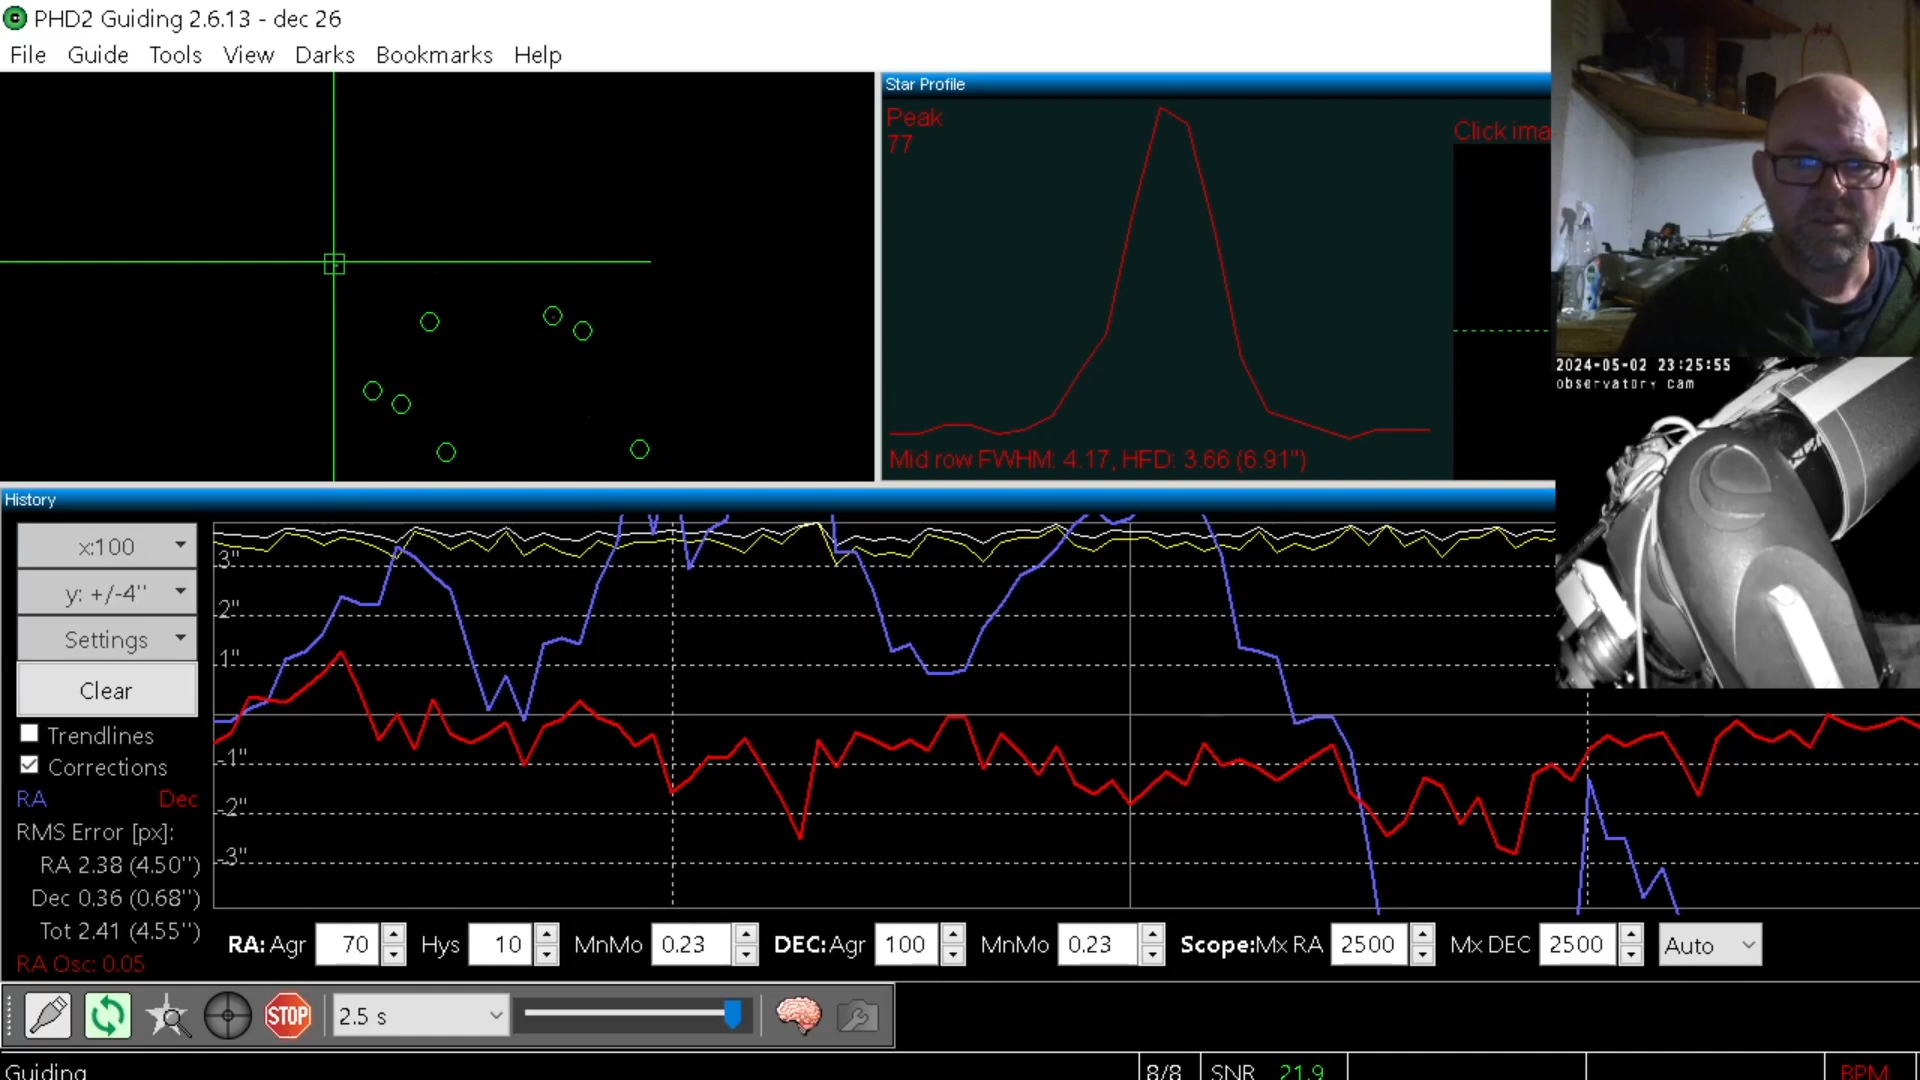 PHD2 Guiding 2.6.13 - dec 26
File Guide Tools View Darks Bookmarks Help
Star Profile
Peak
77
Click ima
Mid row FWHM: 4.17, HFD: 3.66 (6.91")
2024-05-02 23:25:55
observatory cam
History
x:100
y: +/-4"
Settings
Clear
Trendlines
Corrections
RA Dec
RMS Error [px]:
RA 2.38 (4.50")
Dec 0.36 (0.68")
Tot 2.41 (4.55")
RA Osc: 0.05
3"
2"
1"
-1"
-2"
-3"
RA: Agr 70 Hys 10 MnMo 0.23 DEC: Agr 100 MnMo 0.23 Scope: Mx RA 2500 Mx DEC 2500 Auto
STOP 2.5 s
Guiding 8/8 SNR 21.9 BPM